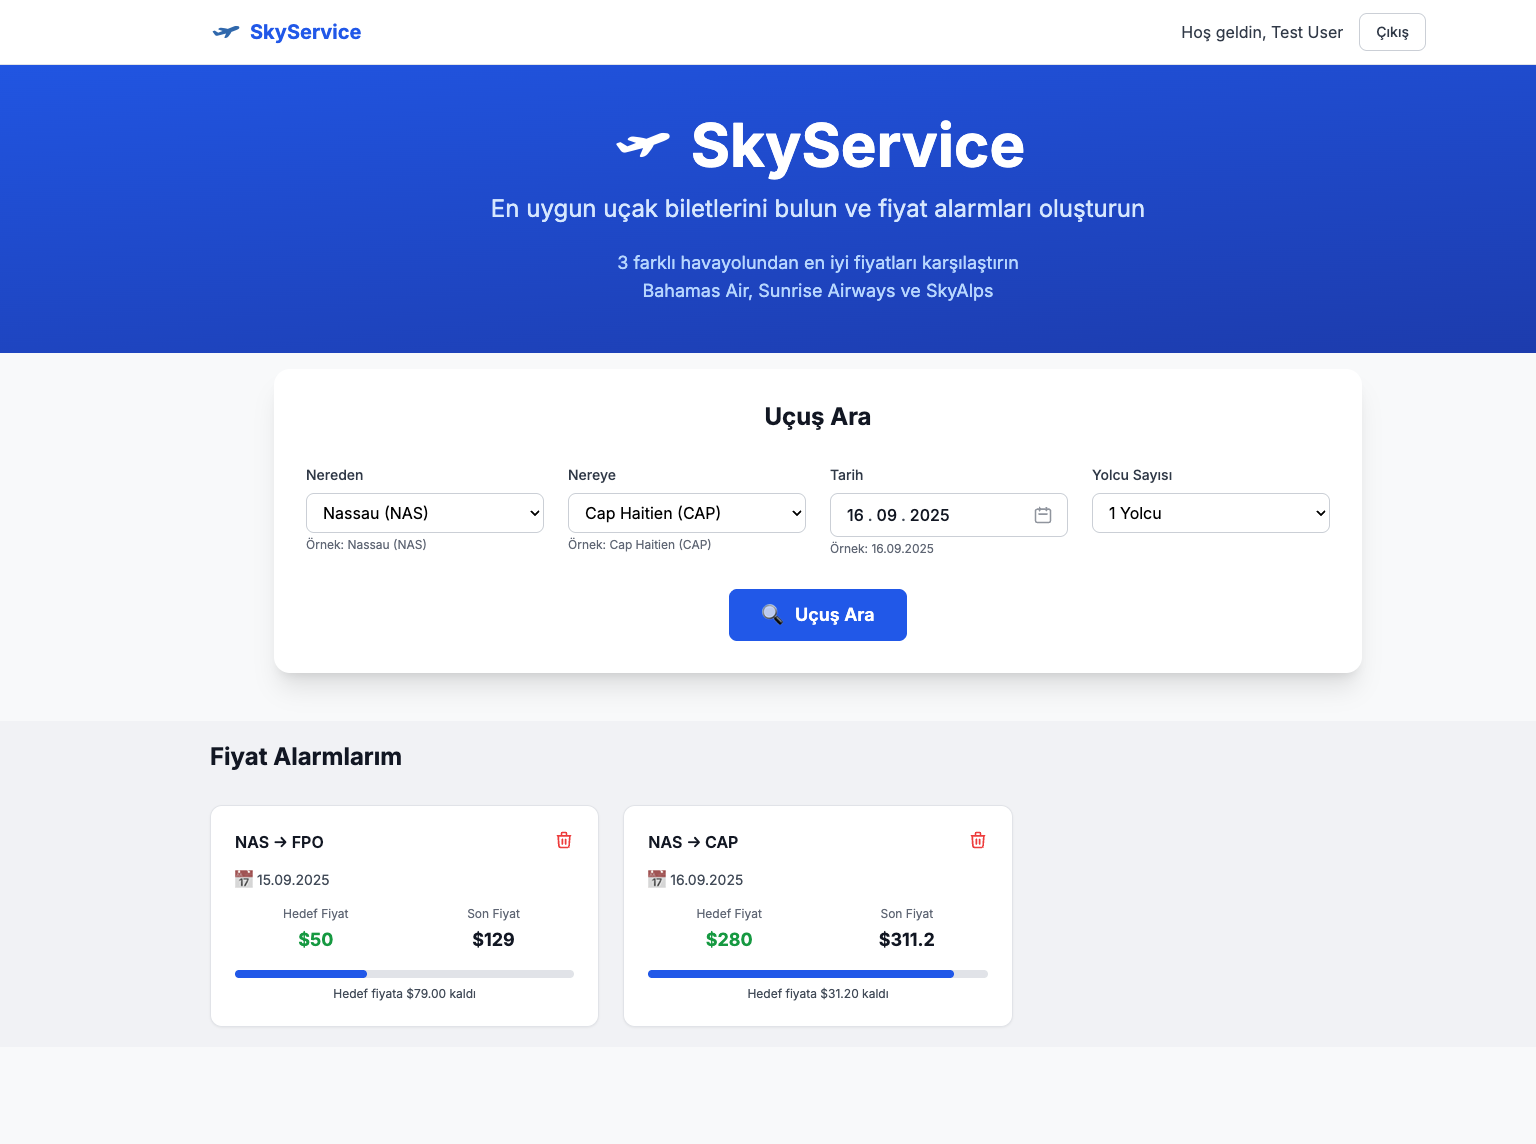 SkyService
Hoş geldin, Test User
Çıkış
SkyService
En uygun uçak biletlerini bulun ve fiyat alarmları oluşturun
3 farklı havayolundan en iyi fiyatları karşılaştırın
Bahamas Air, Sunrise Airways ve SkyAlps
Uçuş Ara
Nereden
Nereye
Tarih
Yolcu Sayısı
Nassau (NAS)
Cap Haitien (CAP)
16 . 09 . 2025
1 Yolcu
Örnek: Nassau (NAS)
Örnek: Cap Haitien (CAP)
Örnek: 16.09.2025
🔍 Uçuş Ara
Fiyat Alarmlarım
NAS → FPO
📅 15.09.2025
Hedef Fiyat
Son Fiyat
$50
$129
Hedef fiyata $79.00 kaldı
NAS → CAP
📅 16.09.2025
Hedef Fiyat
Son Fiyat
$280
$311.2
Hedef fiyata $31.20 kaldı